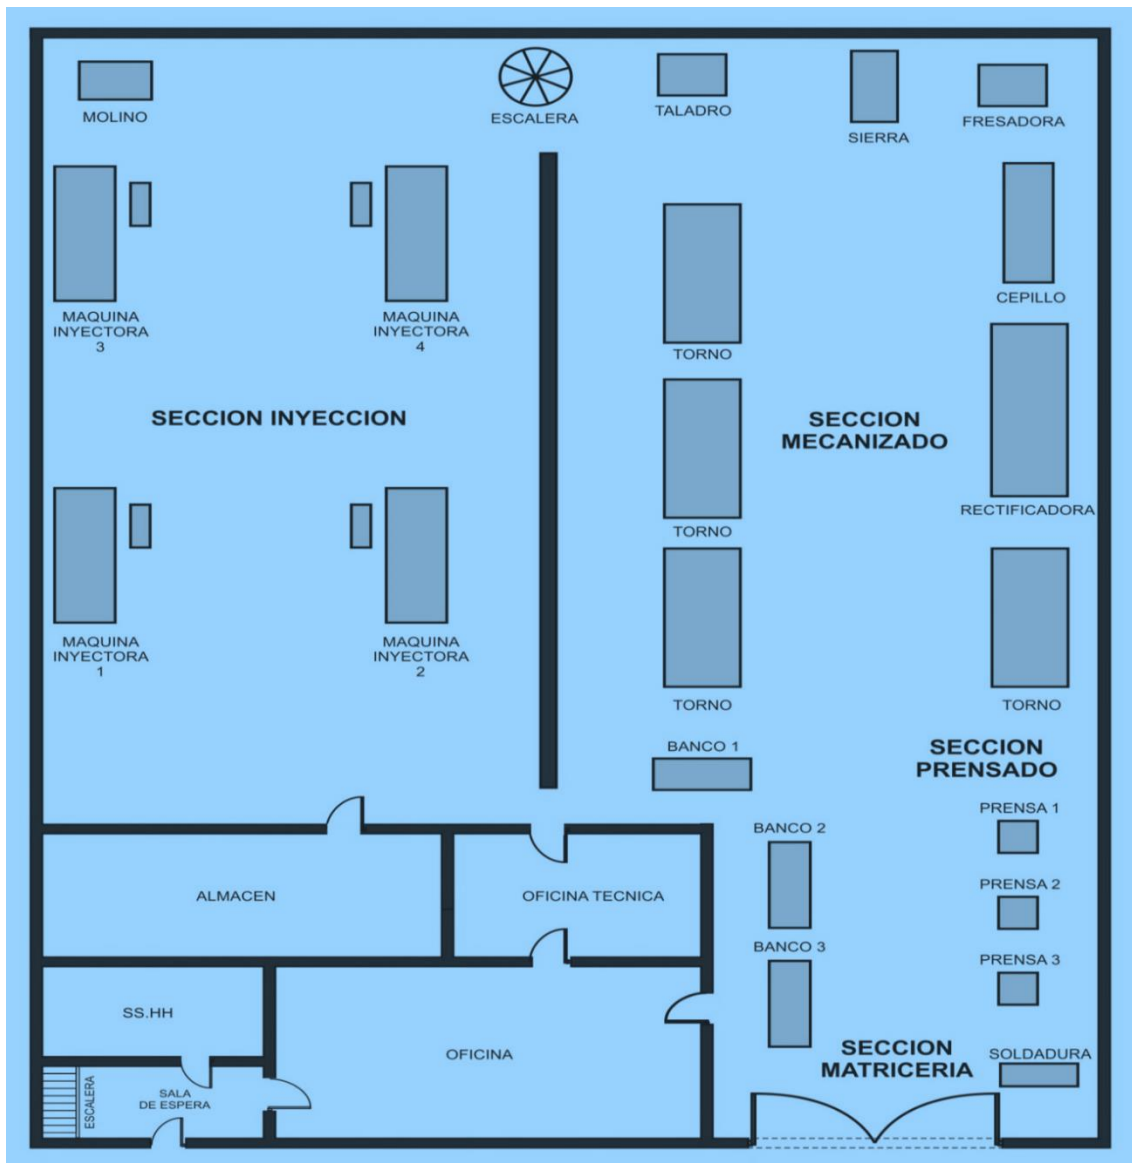 MOLINO
ESCALERA
TALADRO
SIERRA
FRESADORA
MAQUINA
INYECTORA
3
MAQUINA
INYECTORA
4
CEPILLO
TORNO
SECCION INYECCION
SECCION
MECANIZADO
RECTIFICADORA
TORNO
MAQUINA
INYECTORA
1
MAQUINA
INYECTORA
2
TORNO
TORNO
BANCO 1
SECCION
PRENSADO
PRENSA 1
BANCO 2
ALMACEN
OFICINA TECNICA
PRENSA 2
BANCO 3
PRENSA 3
SS.HH
OFICINA
SECCION
MATRICERIA
SOLDADURA
ESCALERA
SALA
DE ESPERA